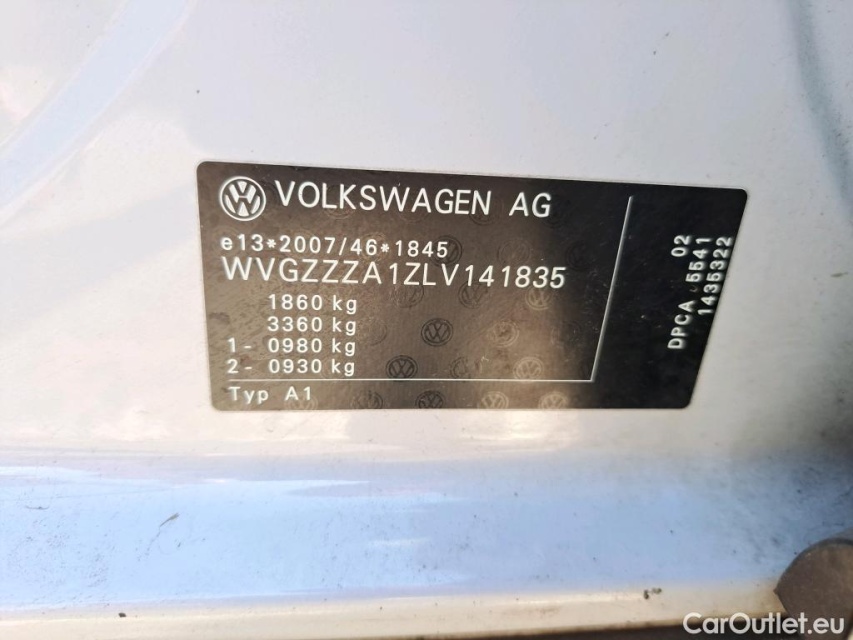 VOLKSWAGEN AG
e13*2007/46*1845
WVGZZZA1ZLV141835
1860 kg
3360 kg
1- 0980 kg
2- 0930 kg
Typ A1
02
DPCA 5541
1435322
CarOutlet.eu